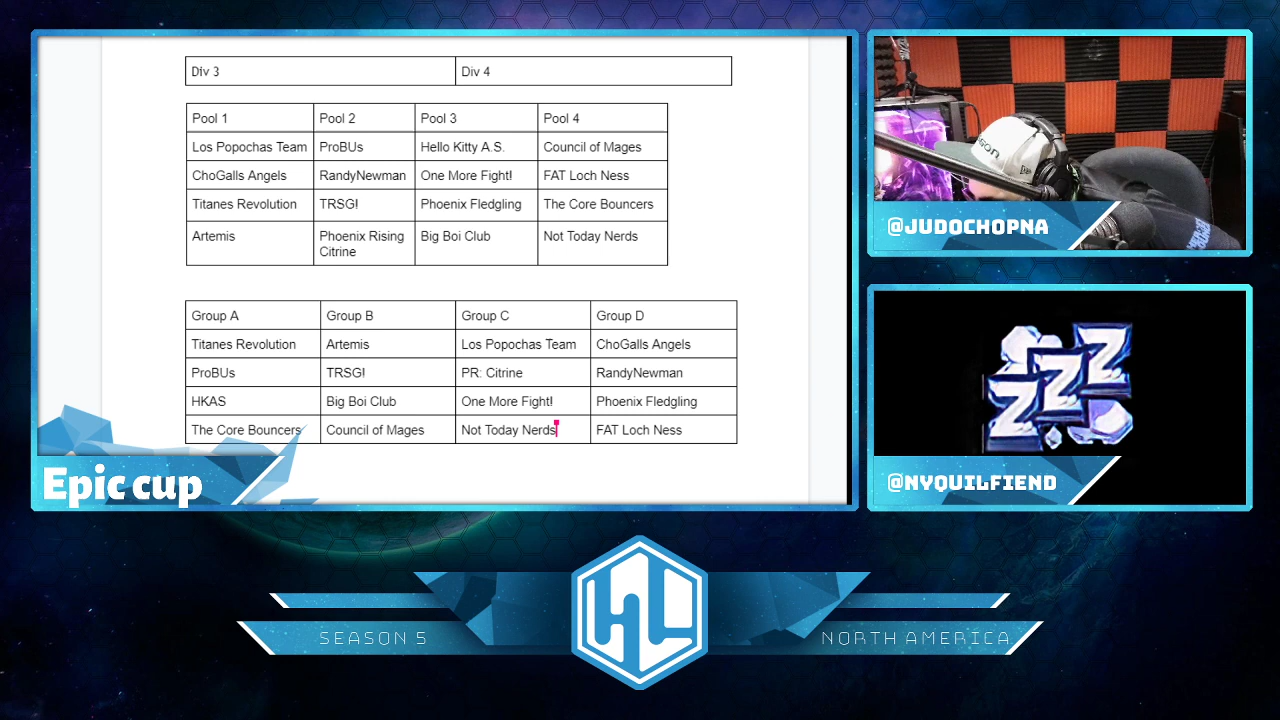 Div 3 Div 4
Pool 1 Pool 2 Pool 3 Pool 4
Los Popochas Team ProBUs Hello Kitty A.S. Council of Mages
ChoGalls Angels RandyNewman One More Fight! FAT Loch Ness
Titanes Revolution TRSG! Phoenix Fledgling The Core Bouncers
Artemis Phoenix Rising Big Boi Club Not Today Nerds
Citrine
Group A Group B Group C Group D
Titanes Revolution Artemis Los Popochas Team ChoGalls Angels
ProBUs TRSG! PR: Citrine RandyNewman
HKAS Big Boi Club One More Fight! Phoenix Fledgling
The Core Bouncers Council of Mages Not Today Nerds FAT Loch Ness
Epic cup
@JUDOCHOPNA
ZZZ
@NYQUILFIEND
HL
SEASON 5
NORTH AMERICA